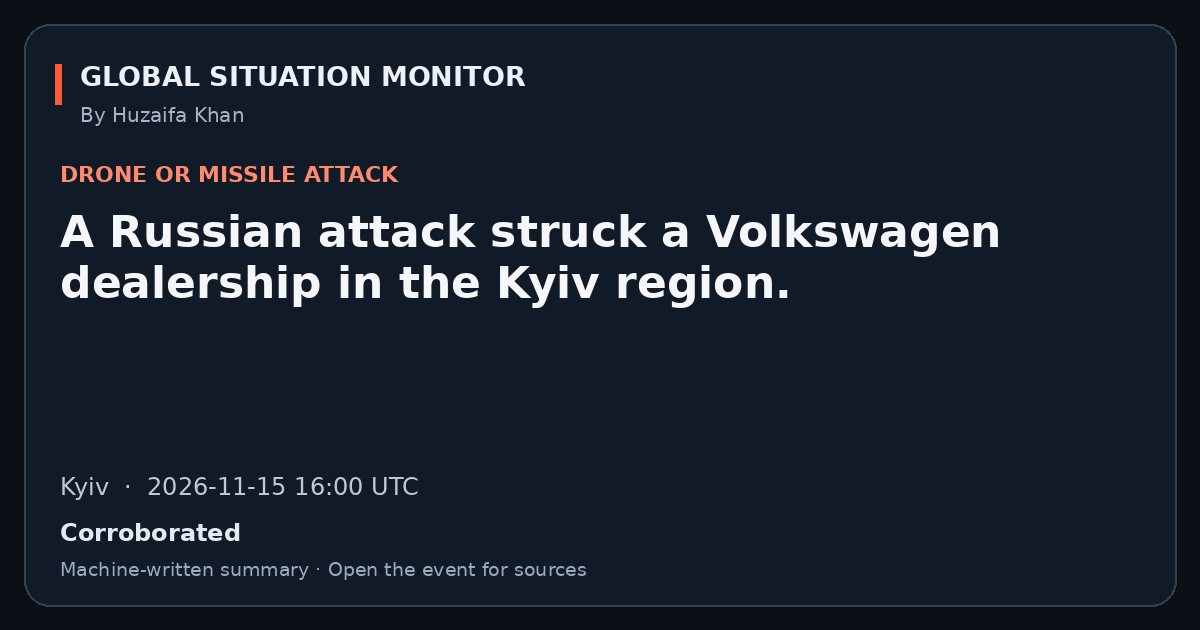 GLOBAL SITUATION MONITOR
By Huzaifa Khan
DRONE OR MISSILE ATTACK
A Russian attack struck a Volkswagen
dealership in the Kyiv region.
Kyiv · 2026-11-15 16:00 UTC
Corroborated
Machine-written summary · Open the event for sources